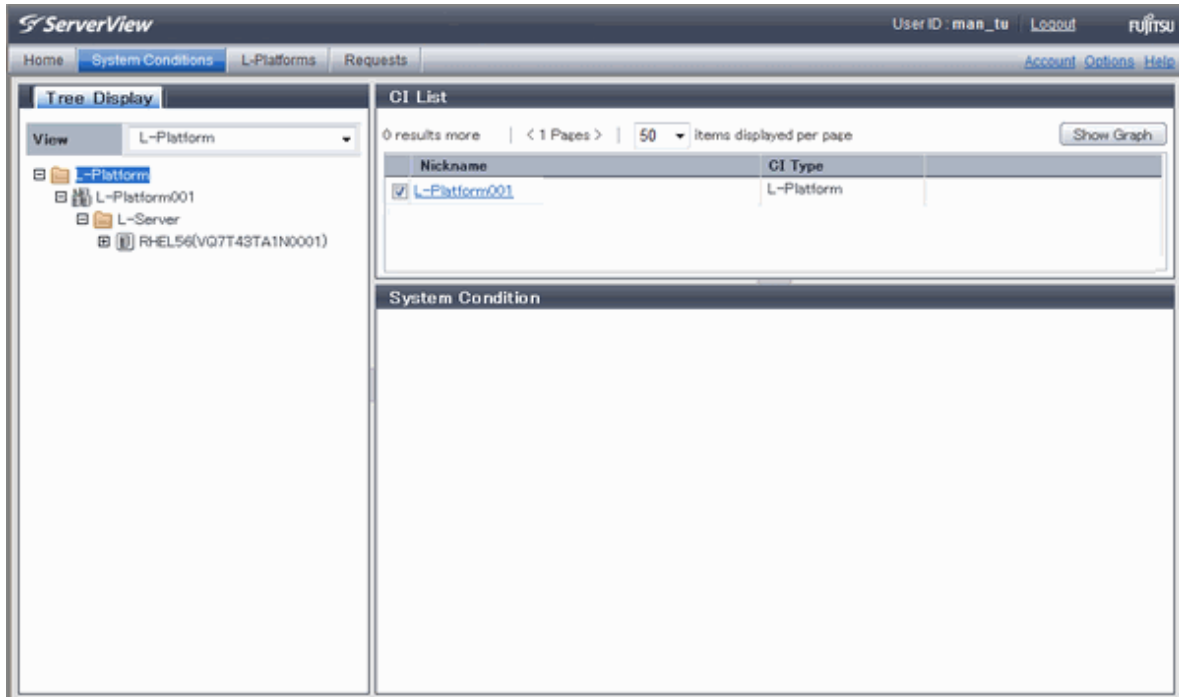 ServerView
User ID : man_tu Logout FUJITSU
Home System Conditions L-Platforms Requests
Account Options Help
Tree Display
View L-Platform
L-Platform
L-Platform001
L-Server
RHEL56(VQ7T43TA1N0001)
CI List
0 results more | < 1 Pages > | 50 items displayed per page Show Graph
Nickname CI Type
L-Platform001 L-Platform
System Condition